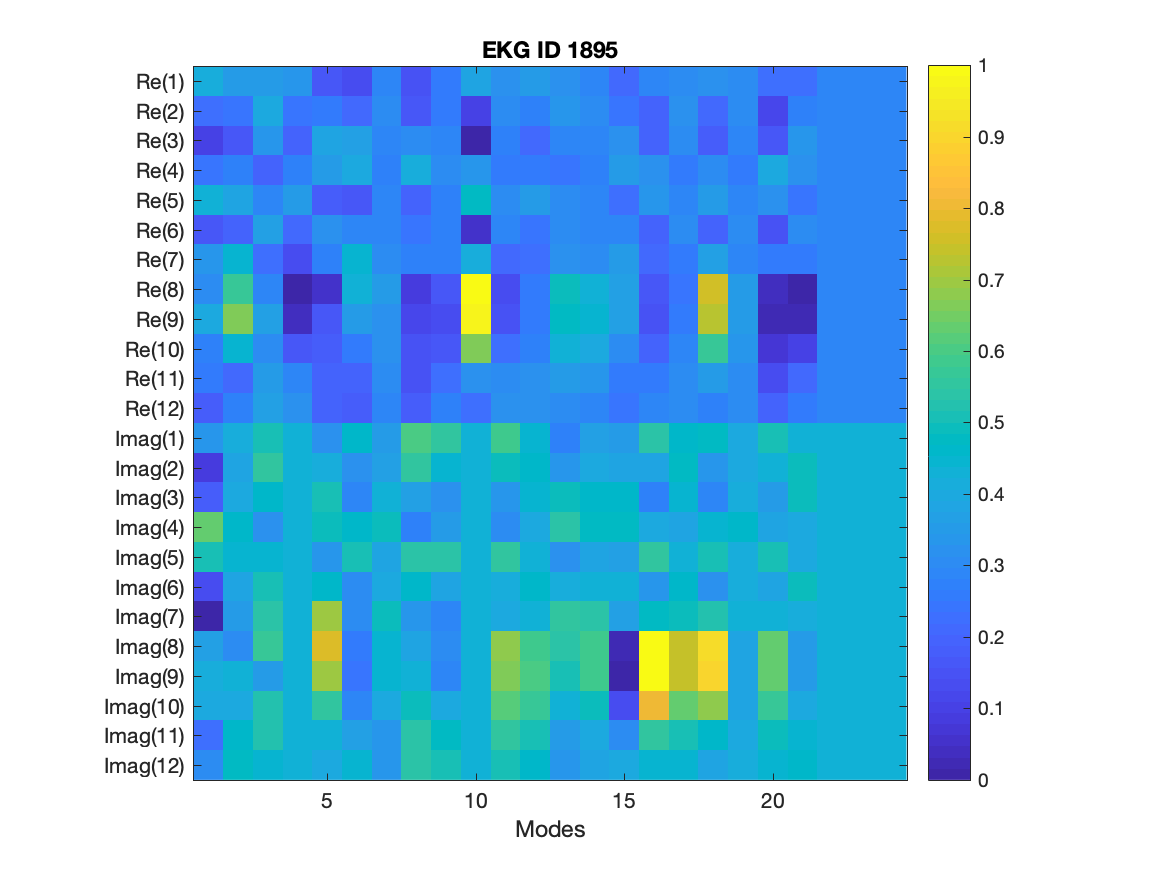 EKG ID 1895
Re(1)
Re(2)
Re(3)
Re(4)
Re(5)
Re(6)
Re(7)
Re(8)
Re(9)
Re(10)
Re(11)
Re(12)
Imag(1)
Imag(2)
Imag(3)
Imag(4)
Imag(5)
Imag(6)
Imag(7)
Imag(8)
Imag(9)
Imag(10)
Imag(11)
Imag(12)
5 10 15 20
Modes
1
0.9
0.8
0.7
0.6
0.5
0.4
0.3
0.2
0.1
0